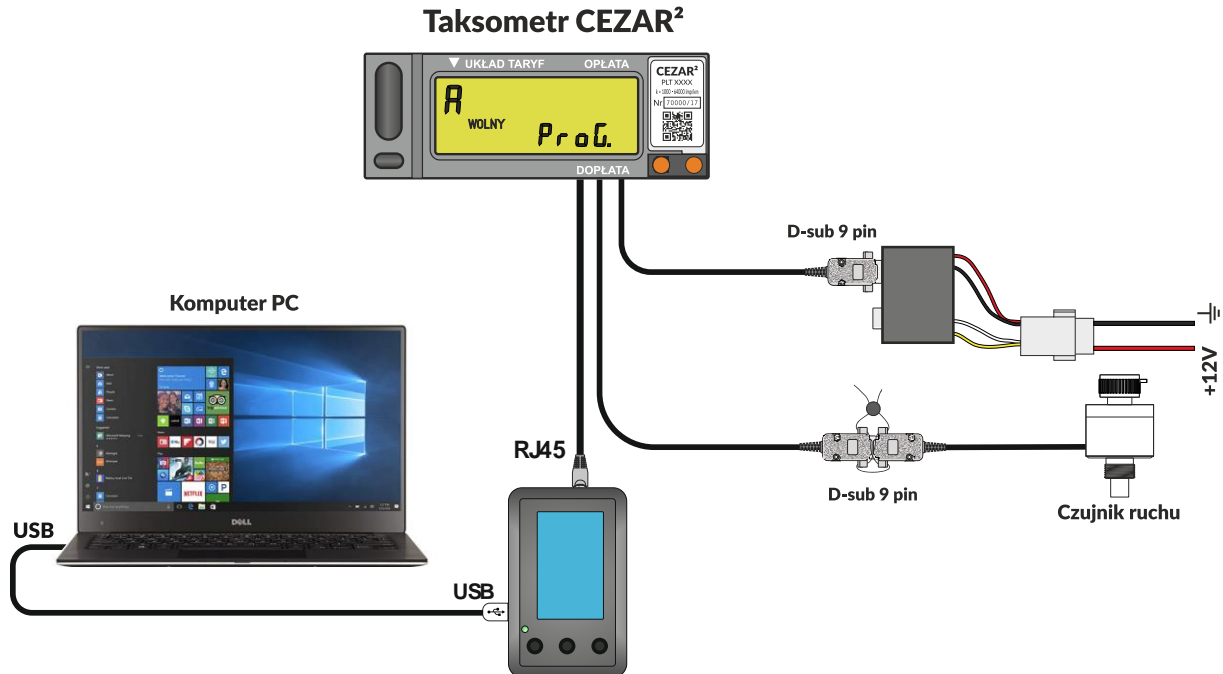 Taksometr CEZAR²
UKŁAD TARYF
OPŁATA
A
WOLNY
ProG.
DOPŁATA
CEZAR²
PLT XXXX
Nr 70000/17
D-sub 9 pin
+12V
Komputer PC
DELL
NETFLIX
RJ45
D-sub 9 pin
Czujnik ruchu
USB
USB